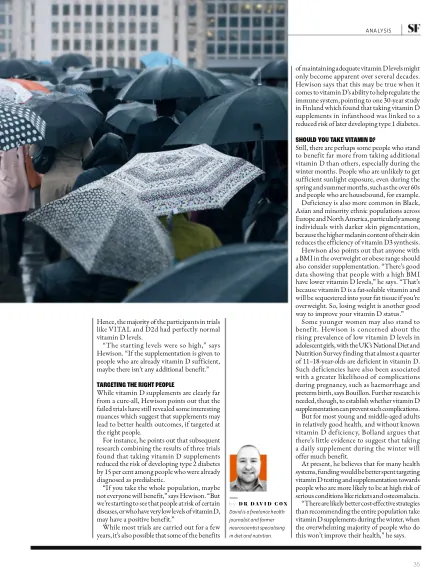 ANALYSIS
SF
Hence, the majority of the participants in trials
like VITAL and D2d had perfectly normal
vitamin D levels.
"The starting levels were so high," says
Hewison. "If the supplementation is given to
people who are already vitamin D sufficient,
maybe there isn't any additional benefit."
TARGETING THE RIGHT PEOPLE
While vitamin D supplements are clearly far
from a cure-all, Hewison points out that the
failed trials have still revealed some interesting
nuances which suggest that supplements may
lead to better health outcomes, if targeted at
the right people.
For instance, he points out that subsequent
research combining the results of three trials
found that taking vitamin D supplements
reduced the risk of developing type 2 diabetes
by 15 per cent among people who were already
diagnosed as prediabetic.
"If you take the whole population, maybe
not everyone will benefit," says Hewison. "But
we're starting to see that people at risk of certain
diseases, or who have very low levels of vitamin D,
may have a positive benefit."
While most trials are carried out for a few
years, it's also possible that some of the benefits
of maintaining adequate vitamin D levels might
only become apparent over several decades.
Hewison says that this may be true when it
comes to vitamin D's ability to help regulate the
immune system, pointing to one 30-year study
in Finland which found that taking vitamin D
supplements in infanthood was linked to a
reduced risk of later developing type 1 diabetes.
SHOULD YOU TAKE VITAMIN D?
Still, there are perhaps some people who stand
to benefit far more from taking additional
vitamin D than others, especially during the
winter months. People who are unlikely to get
sufficient sunlight exposure, even during the
spring and summer months, such as the over 60s
and people who are housebound, for example.
Deficiency is also more common in Black,
Asian and minority ethnic populations across
Europe and North America, particularly among
individuals with darker skin pigmentation,
because the higher melanin content of their skin
reduces the efficiency of vitamin D3 synthesis.
Hewison also points out that anyone with
a BMI in the overweight or obese range should
also consider supplementation. "There's good
data showing that people with a high BMI
have lower vitamin D levels," he says. "That's
because vitamin D is a fat-soluble vitamin and
will be sequestered into your fat tissue if you're
overweight. So, losing weight is another good
way to improve your vitamin D status."
Some younger women may also stand to
benefit. Hewison is concerned about the
rising prevalence of low vitamin D levels in
adolescent girls, with the UK's National Diet and
Nutrition Survey finding that almost a quarter
of 11–18-year-olds are deficient in vitamin D.
Such deficiencies have also been associated
with a greater likelihood of complications
during pregnancy, such as haemorrhage and
preterm birth, says Bouillon. Further research is
needed, though, to establish whether vitamin D
supplementation can prevent such complications.
But for most young and middle-aged adults
in relatively good health, and without known
vitamin D deficiency, Bolland argues that
there's little evidence to suggest that taking
a daily supplement during the winter will
offer much benefit.
At present, he believes that for many health
systems, funding would be better spent targeting
vitamin D testing and supplementation towards
people who are more likely to be at high risk of
serious conditions like rickets and osteomalacia.
"There are likely better cost-effective strategies
than recommending the entire population take
vitamin D supplements during the winter, when
the overwhelming majority of people who do
this won't improve their health," he says.
by DR DAVID COX
David is a freelance health
journalist and former
neuroscientist specialising
in diet and nutrition.